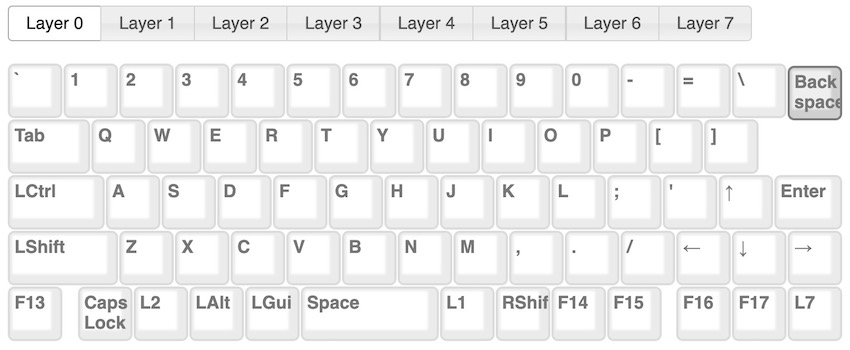 Layer 0 Layer 1 Layer 2 Layer 3 Layer 4 Layer 5 Layer 6 Layer 7
` 1 2 3 4 5 6 7 8 9 0 - = \ Back
space
Tab Q W E R T Y U I O P [ ]
LCtrl A S D F G H J K L ; ' ↑ Enter
LShift Z X C V B N M , . / ← ↓ →
F13 Caps L2 LAlt LGui Space L1 RShif F14 F15 F16 F17 L7
Lock